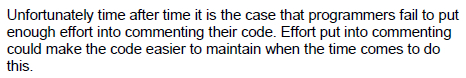 Unfortunately time after time it is the case that programmers fail to put
enough effort into commenting their code. Effort put into commenting
could make the code easier to maintain when the time comes to do
this.